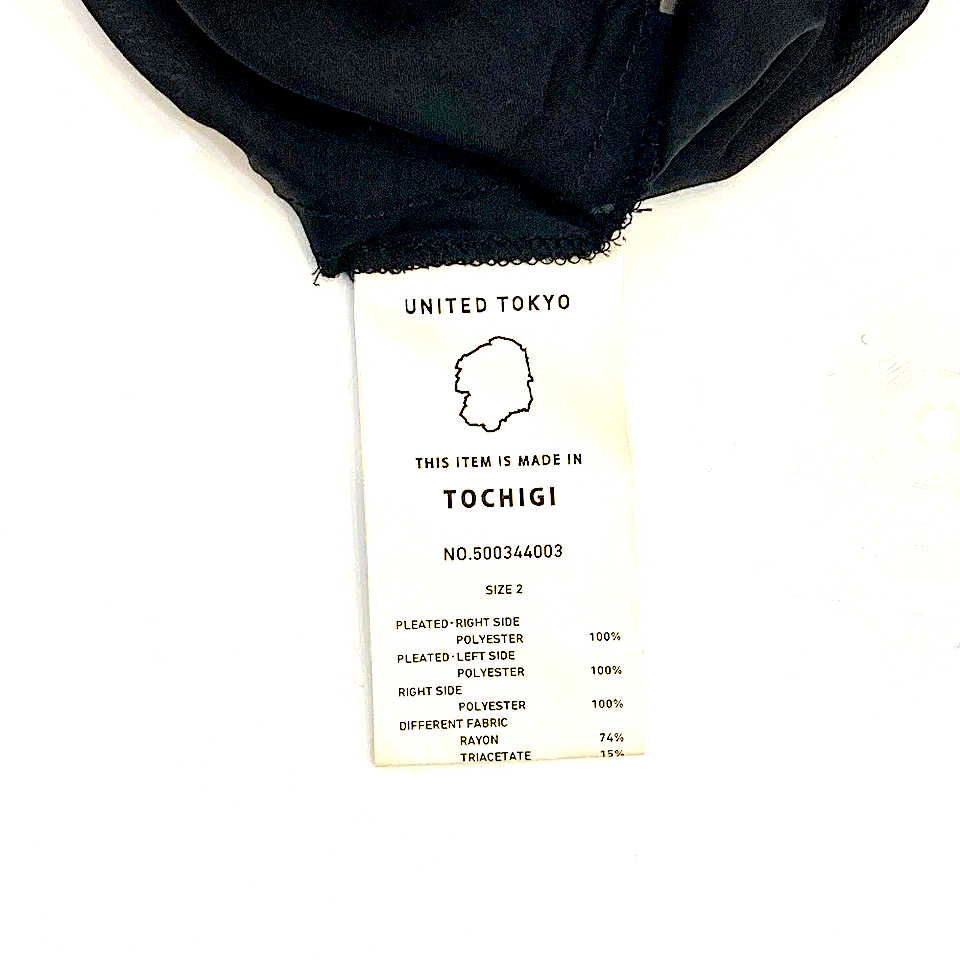 UNITED TOKYO
THIS ITEM IS MADE IN
TOCHIGI
NO.500344003
SIZE 2
PLEATED·RIGHT SIDE
POLYESTER 100%
PLEATED·LEFT SIDE
POLYESTER 100%
RIGHT SIDE
POLYESTER 100%
DIFFERENT FABRIC
RAYON 74%
TRIACETATE 15%